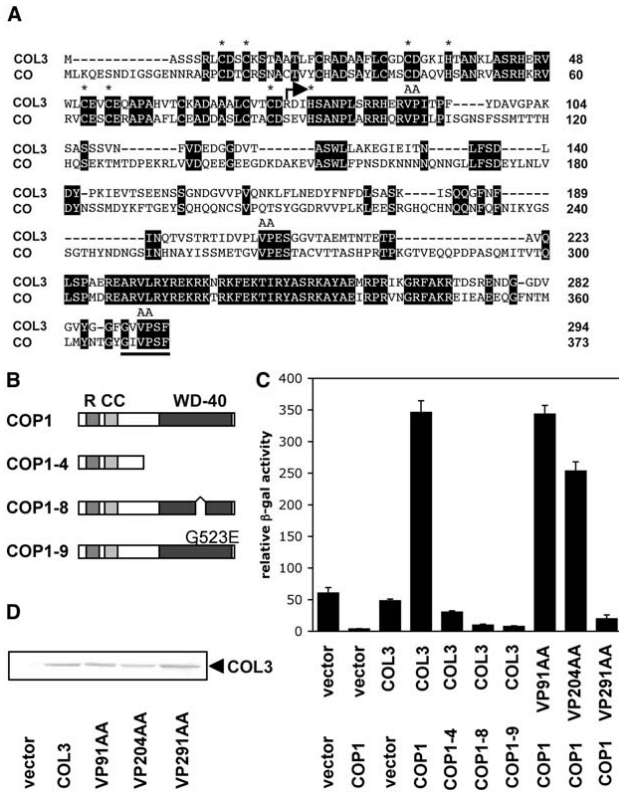 A
* * * *
COL3 M-----------ASSSRLCDSCKSTAATLFCRADAAFLCGDCDGKIHTANKLASRHERV 48
CO MLKQESNDIGSGENNRARPCDTCRSNACTVYCHADSAYLCMSCDAQVHSANRVASRHKRV 60
* * * * AA
COL3 WLCEVCEQAPAHVTCKADAAALCVTCDRDIHSANPLSRRHERVPITPF----YDAVGPAK 104
CO RVCESCERAPAAFLCEADDASLCTACDSEVHSANPLARRHQRVPILPISGNSFSSMTTTH 120
COL3 SASSSVN-------FVDEDGGDVT------ASWLLAKEGIEITN-----LFSD------L 140
CO HQSEKTMTDPEKRLVVDQEEGEEGDKDAKEVASWLFPNSDKNNNNQNNGLLFSDEYLNLV 180
COL3 DY-PKIEVTSEENSSGNDGVVPVQNKLFLNEDYFNFDLSASK----ISQQGFNF------ 189
CO DYNSSMDYKFTGEYSQHQQNCSVPQTSYGGDRVVPLKLEESRGHQCHNQQNFQFNIKYGS 240
AA
COL3 ----------INQTVSTRTIDVPLVPESGGVTAEMTNTETP----------------AVQ 223
CO SGTHYNDNGSINHNAYISSMETGVVPESTACVTTASHPRTPKGTVEQQPDPASQMITVTQ 300
COL3 LSPAEREARVLRYREKRKNRKFEKTIRYASRKAYAEMRPRIKGRFAKRTDSRENDG-GDV 282
CO LSPMDREARVLRYREKRKTRKFEKTIRYASRKAYAEIRPRVNGRFAKREIEAEEQGFNTM 360
AA
COL3 GVYG-GFGVVPSF 294
CO LMYNTGYGIVPSF 373
B
R CC WD-40
COP1
COP1-4
COP1-8
COP1-9
G523E
C
relative β-gal activity
400
350
300
250
200
150
100
50
0
vector vector COL3 COL3 COL3 COL3 COL3 VP91AA VP204AA VP291AA
vector COP1 vector COP1 COP1-4 COP1-8 COP1-9 COP1 COP1 COP1
D
COL3
vector COL3 VP91AA VP204AA VP291AA